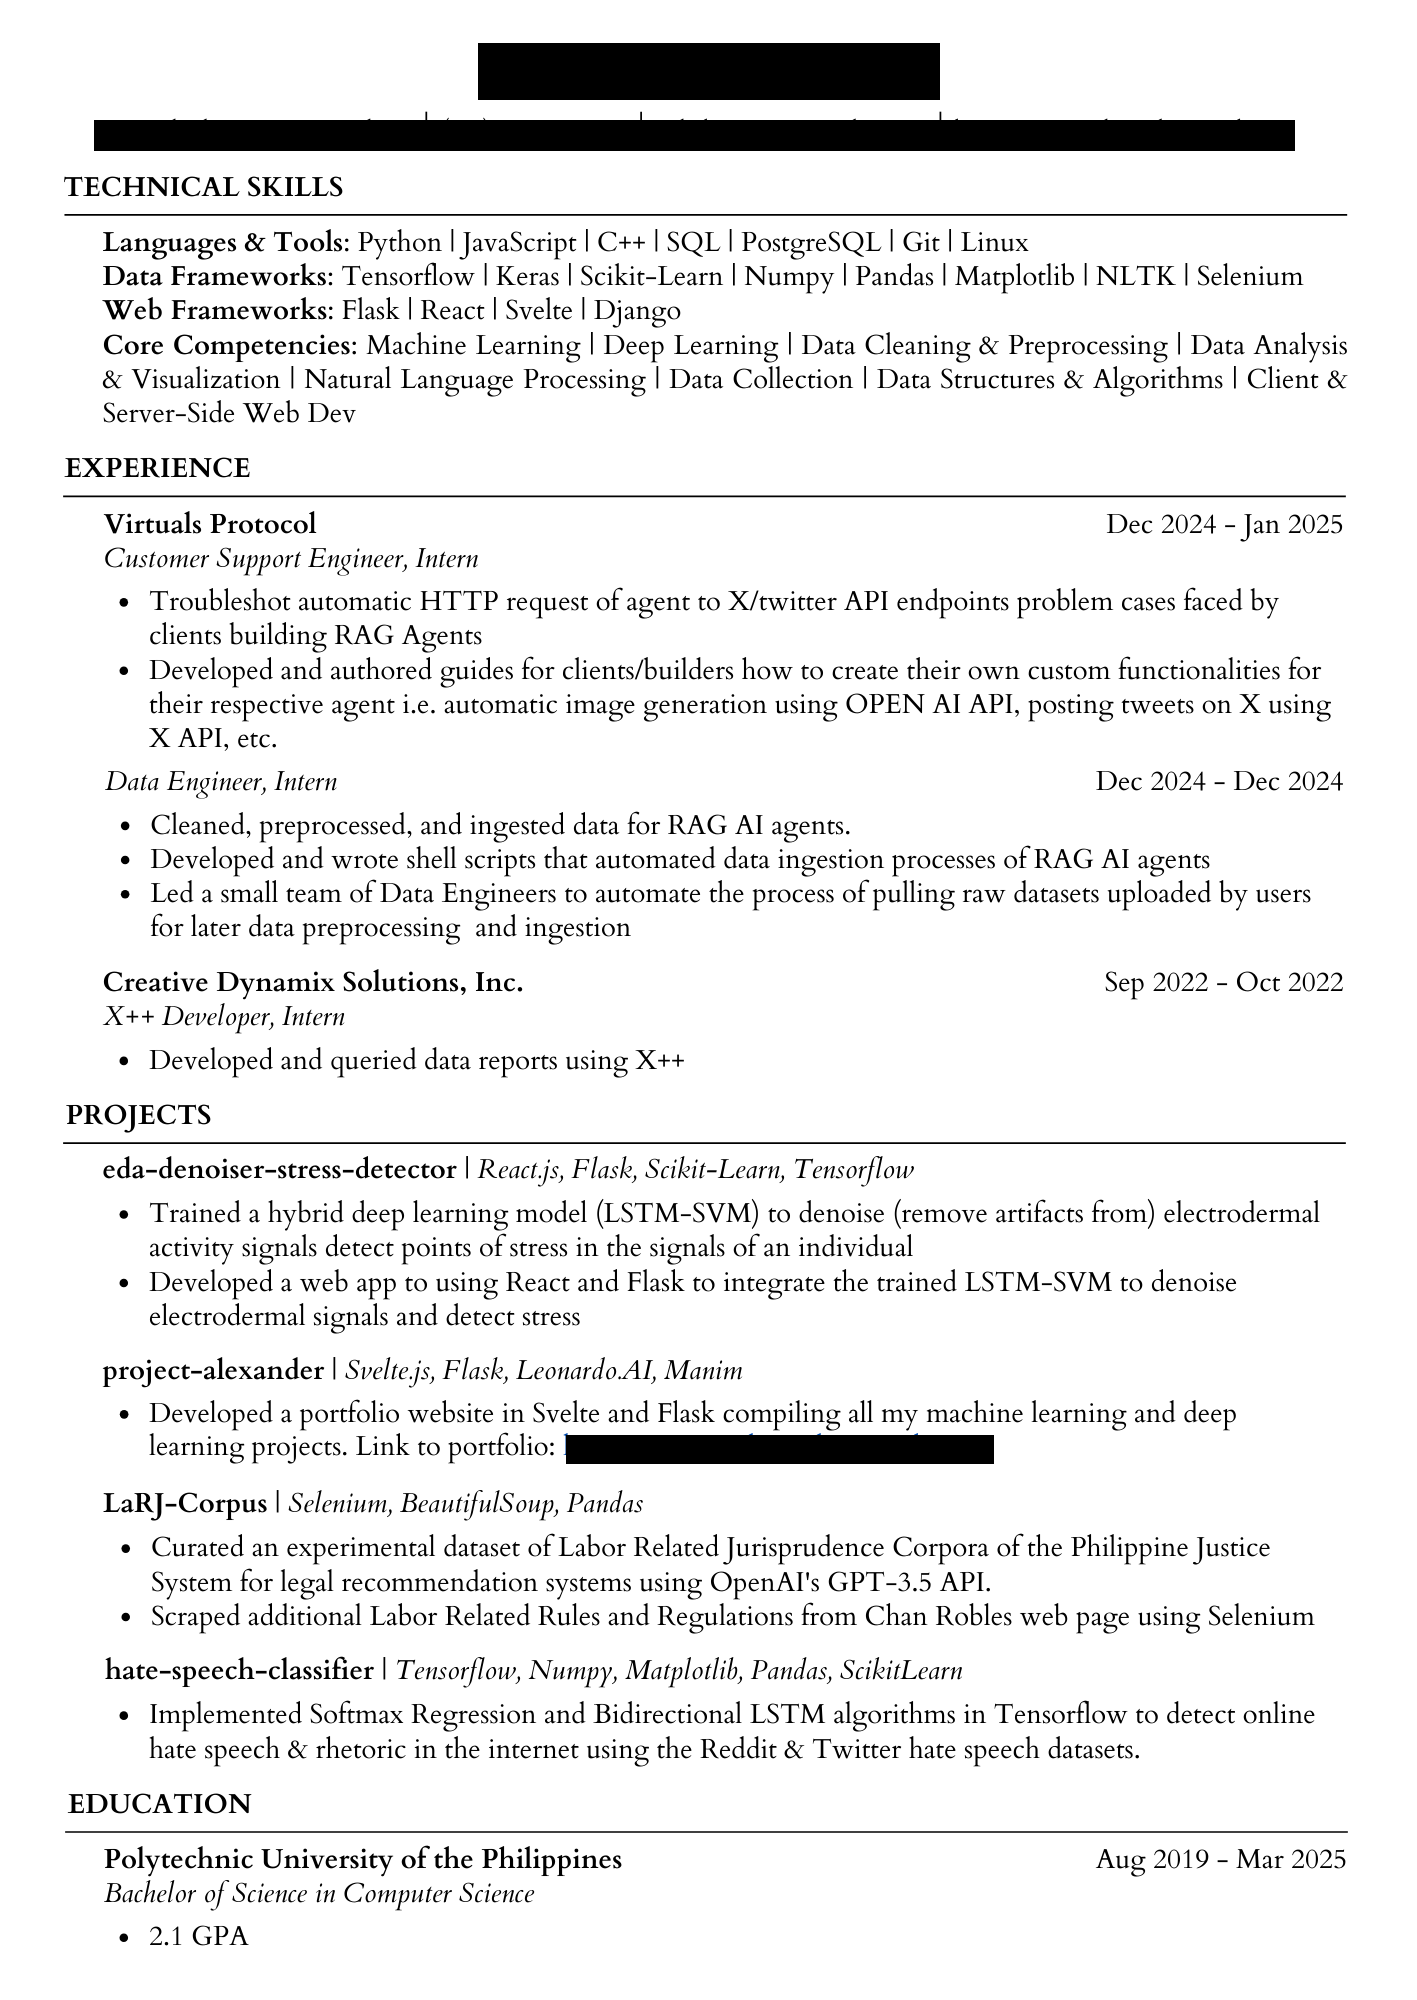 TECHNICAL SKILLS
Languages & Tools: Python | JavaScript | C++ | SQL | PostgreSQL | Git | Linux
Data Frameworks: Tensorflow | Keras | Scikit-Learn | Numpy | Pandas | Matplotlib | NLTK | Selenium
Web Frameworks: Flask | React | Svelte | Django
Core Competencies: Machine Learning | Deep Learning | Data Cleaning & Preprocessing | Data Analysis
& Visualization | Natural Language Processing | Data Collection | Data Structures & Algorithms | Client &
Server-Side Web Dev
EXPERIENCE
Virtuals Protocol Dec 2024 - Jan 2025
Customer Support Engineer, Intern
• Troubleshot automatic HTTP request of agent to X/twitter API endpoints problem cases faced by
clients building RAG Agents
• Developed and authored guides for clients/builders how to create their own custom functionalities for
their respective agent i.e. automatic image generation using OPEN AI API, posting tweets on X using
X API, etc.
Data Engineer, Intern Dec 2024 - Dec 2024
• Cleaned, preprocessed, and ingested data for RAG AI agents.
• Developed and wrote shell scripts that automated data ingestion processes of RAG AI agents
• Led a small team of Data Engineers to automate the process of pulling raw datasets uploaded by users
for later data preprocessing and ingestion
Creative Dynamix Solutions, Inc. Sep 2022 - Oct 2022
X++ Developer, Intern
• Developed and queried data reports using X++
PROJECTS
eda-denoiser-stress-detector | React.js, Flask, Scikit-Learn, Tensorflow
• Trained a hybrid deep learning model (LSTM-SVM) to denoise (remove artifacts from) electrodermal
activity signals detect points of stress in the signals of an individual
• Developed a web app to using React and Flask to integrate the trained LSTM-SVM to denoise
electrodermal signals and detect stress
project-alexander | Svelte.js, Flask, Leonardo.AI, Manim
• Developed a portfolio website in Svelte and Flask compiling all my machine learning and deep
learning projects. Link to portfolio:
LaRJ-Corpus | Selenium, BeautifulSoup, Pandas
• Curated an experimental dataset of Labor Related Jurisprudence Corpora of the Philippine Justice
System for legal recommendation systems using OpenAI's GPT-3.5 API.
• Scraped additional Labor Related Rules and Regulations from Chan Robles web page using Selenium
hate-speech-classifier | Tensorflow, Numpy, Matplotlib, Pandas, ScikitLearn
• Implemented Softmax Regression and Bidirectional LSTM algorithms in Tensorflow to detect online
hate speech & rhetoric in the internet using the Reddit & Twitter hate speech datasets.
EDUCATION
Polytechnic University of the Philippines Aug 2019 - Mar 2025
Bachelor of Science in Computer Science
• 2.1 GPA